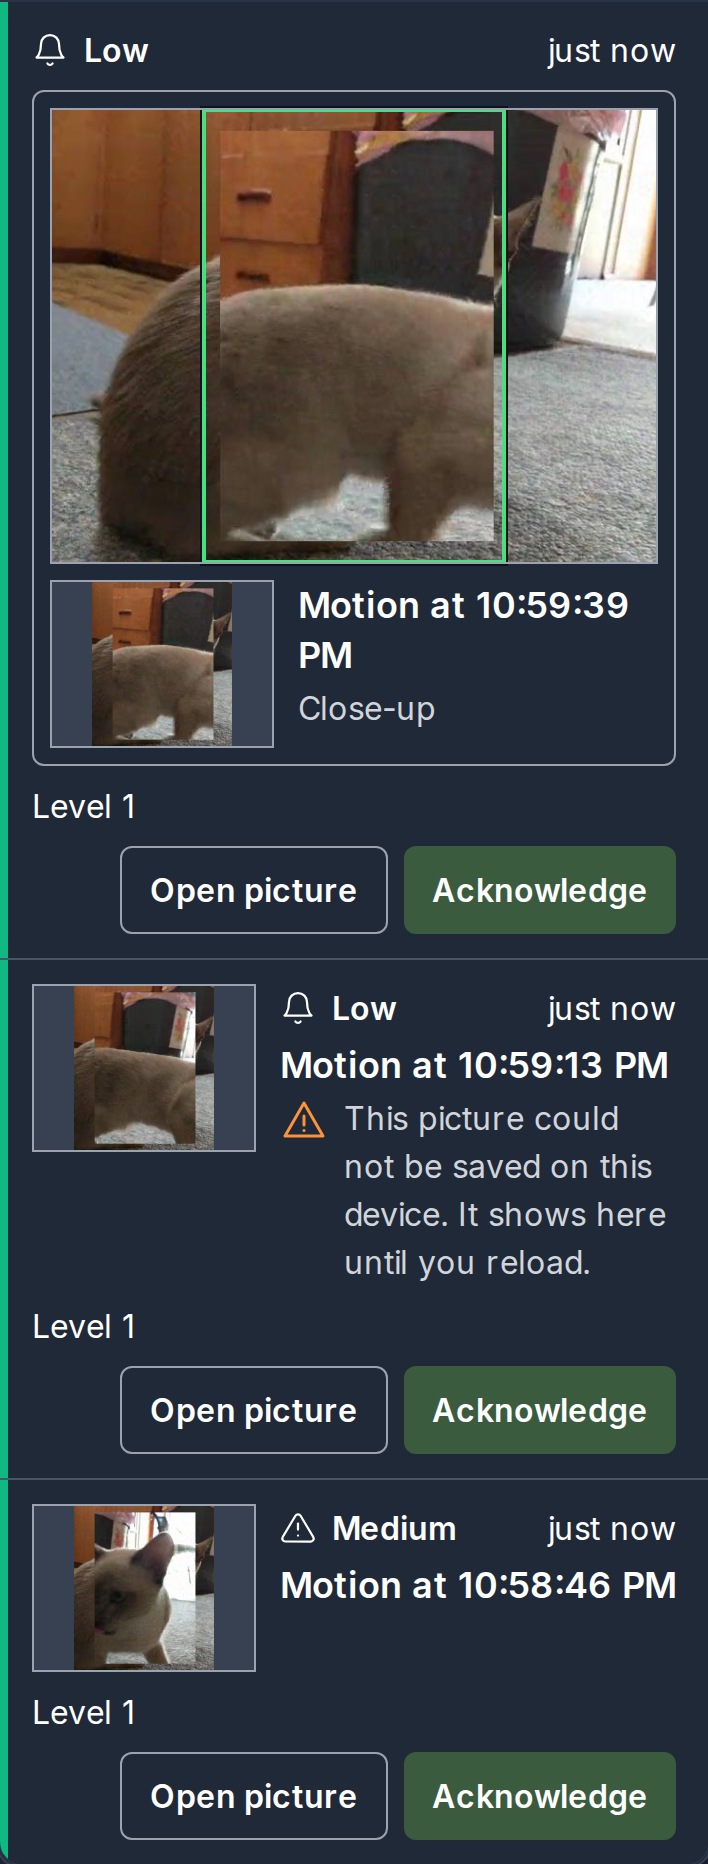 Low just now
Motion at 10:59:39
PM
Close-up
Level 1
Open picture Acknowledge
Low just now
Motion at 10:59:13 PM
This picture could
not be saved on this
device. It shows here
until you reload.
Level 1
Open picture Acknowledge
Medium just now
Motion at 10:58:46 PM
Level 1
Open picture Acknowledge